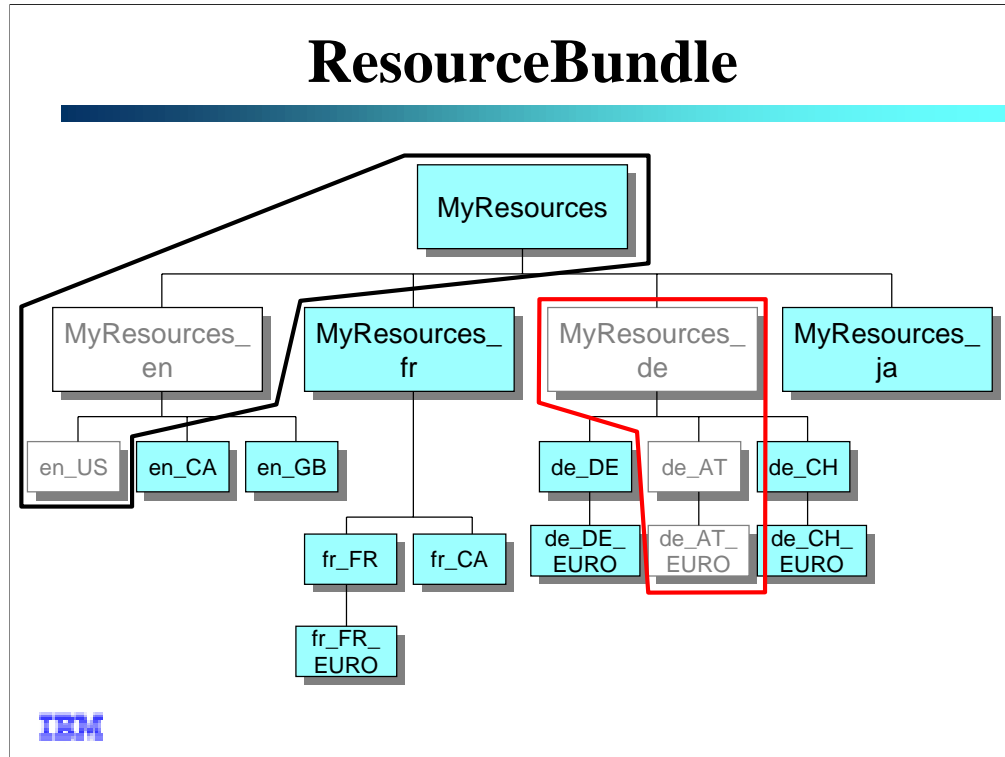 ResourceBundle
MyResources
MyResources_
en
MyResources_
fr
MyResources_
de
MyResources_
ja
en_US
en_CA
en_GB
de_DE
de_AT
de_CH
fr_FR
fr_CA
de_DE_
EURO
de_AT_
EURO
de_CH_
EURO
fr_FR_
EURO
IBM